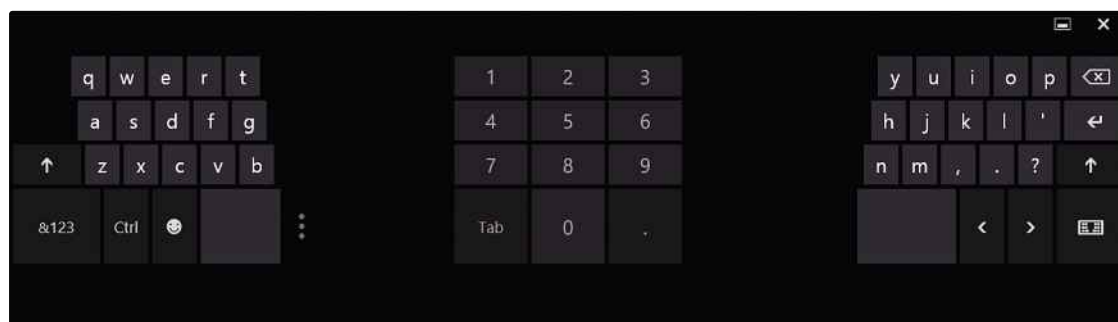 q w e r t 1 2 3 y u i o p
a s d f g 4 5 6 h j k l '
z x c v b 7 8 9 n m , . ?
&123 Ctrl Tab 0 . < >